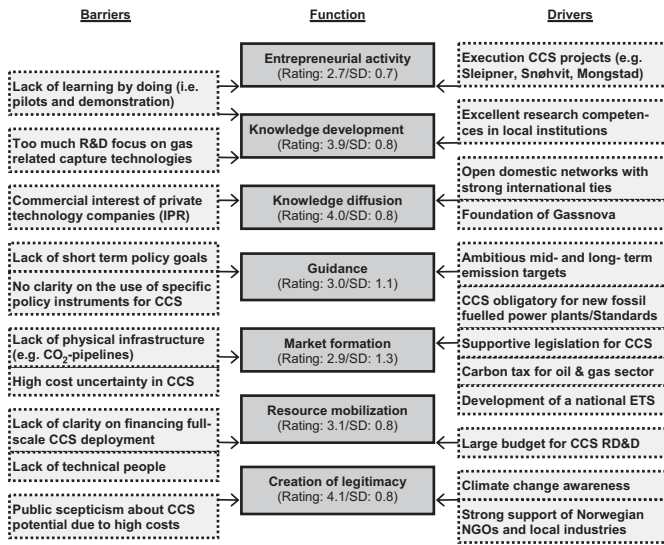 Barriers
Function
Drivers
Lack of learning by doing (i.e.
pilots and demonstration)
Too much R&D focus on gas
related capture technologies
Commercial interest of private
technology companies (IPR)
Lack of short term policy goals
No clarity on the use of specific
policy instruments for CCS
Lack of physical infrastructure
(e.g. CO2-pipelines)
High cost uncertainty in CCS
Lack of clarity on financing full-
scale CCS deployment
Lack of technical people
Public scepticism about CCS
potential due to high costs
Entrepreneurial activity
(Rating: 2.7/SD: 0.7)
Knowledge development
(Rating: 3.9/SD: 0.8)
Knowledge diffusion
(Rating: 4.0/SD: 0.8)
Guidance
(Rating: 3.0/SD: 1.1)
Market formation
(Rating: 2.9/SD: 1.3)
Resource mobilization
(Rating: 3.1/SD: 0.8)
Creation of legitimacy
(Rating: 4.1/SD: 0.8)
Execution CCS projects (e.g.
Sleipner, Snøhvit, Mongstad)
Excellent research competen-
ces in local institutions
Open domestic networks with
strong international ties
Foundation of Gassnova
Ambitious mid- and long- term
emission targets
CCS obligatory for new fossil
fuelled power plants/Standards
Supportive legislation for CCS
Carbon tax for oil & gas sector
Development of a national ETS
Large budget for CCS RD&D
Climate change awareness
Strong support of Norwegian
NGOs and local industries